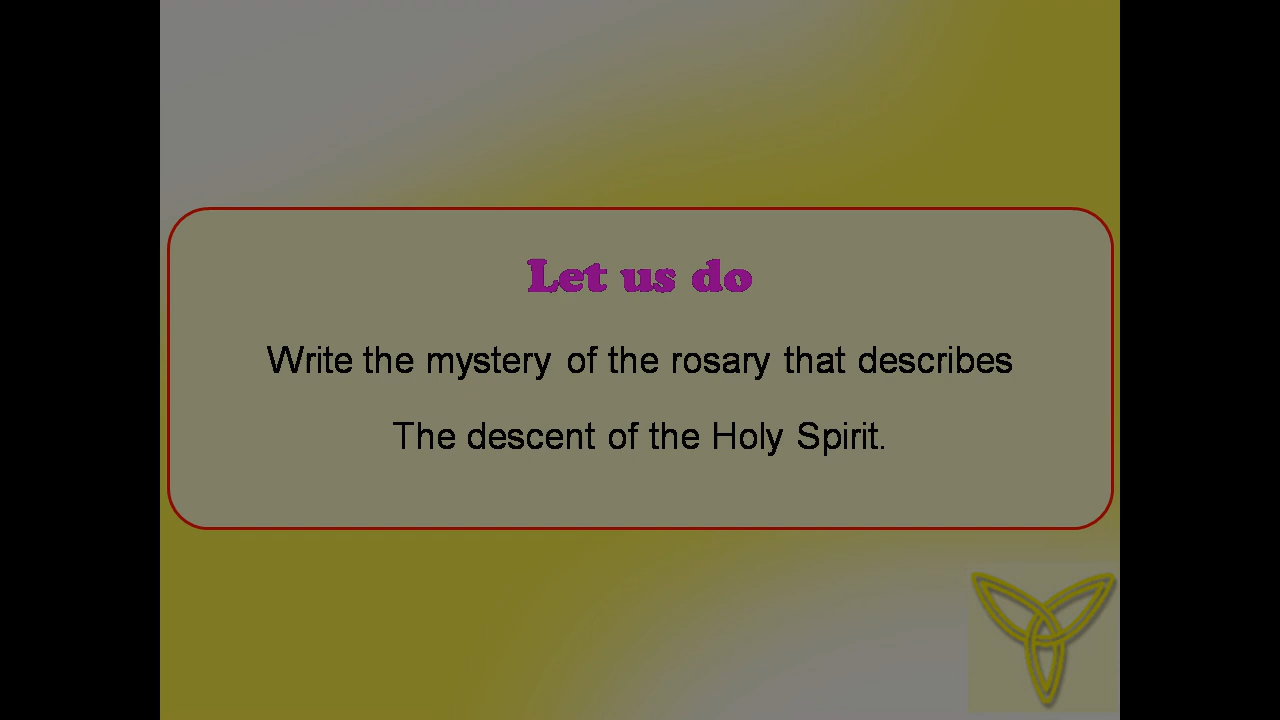 Let us do
Write the mystery of the rosary that describes
The descent of the Holy Spirit.